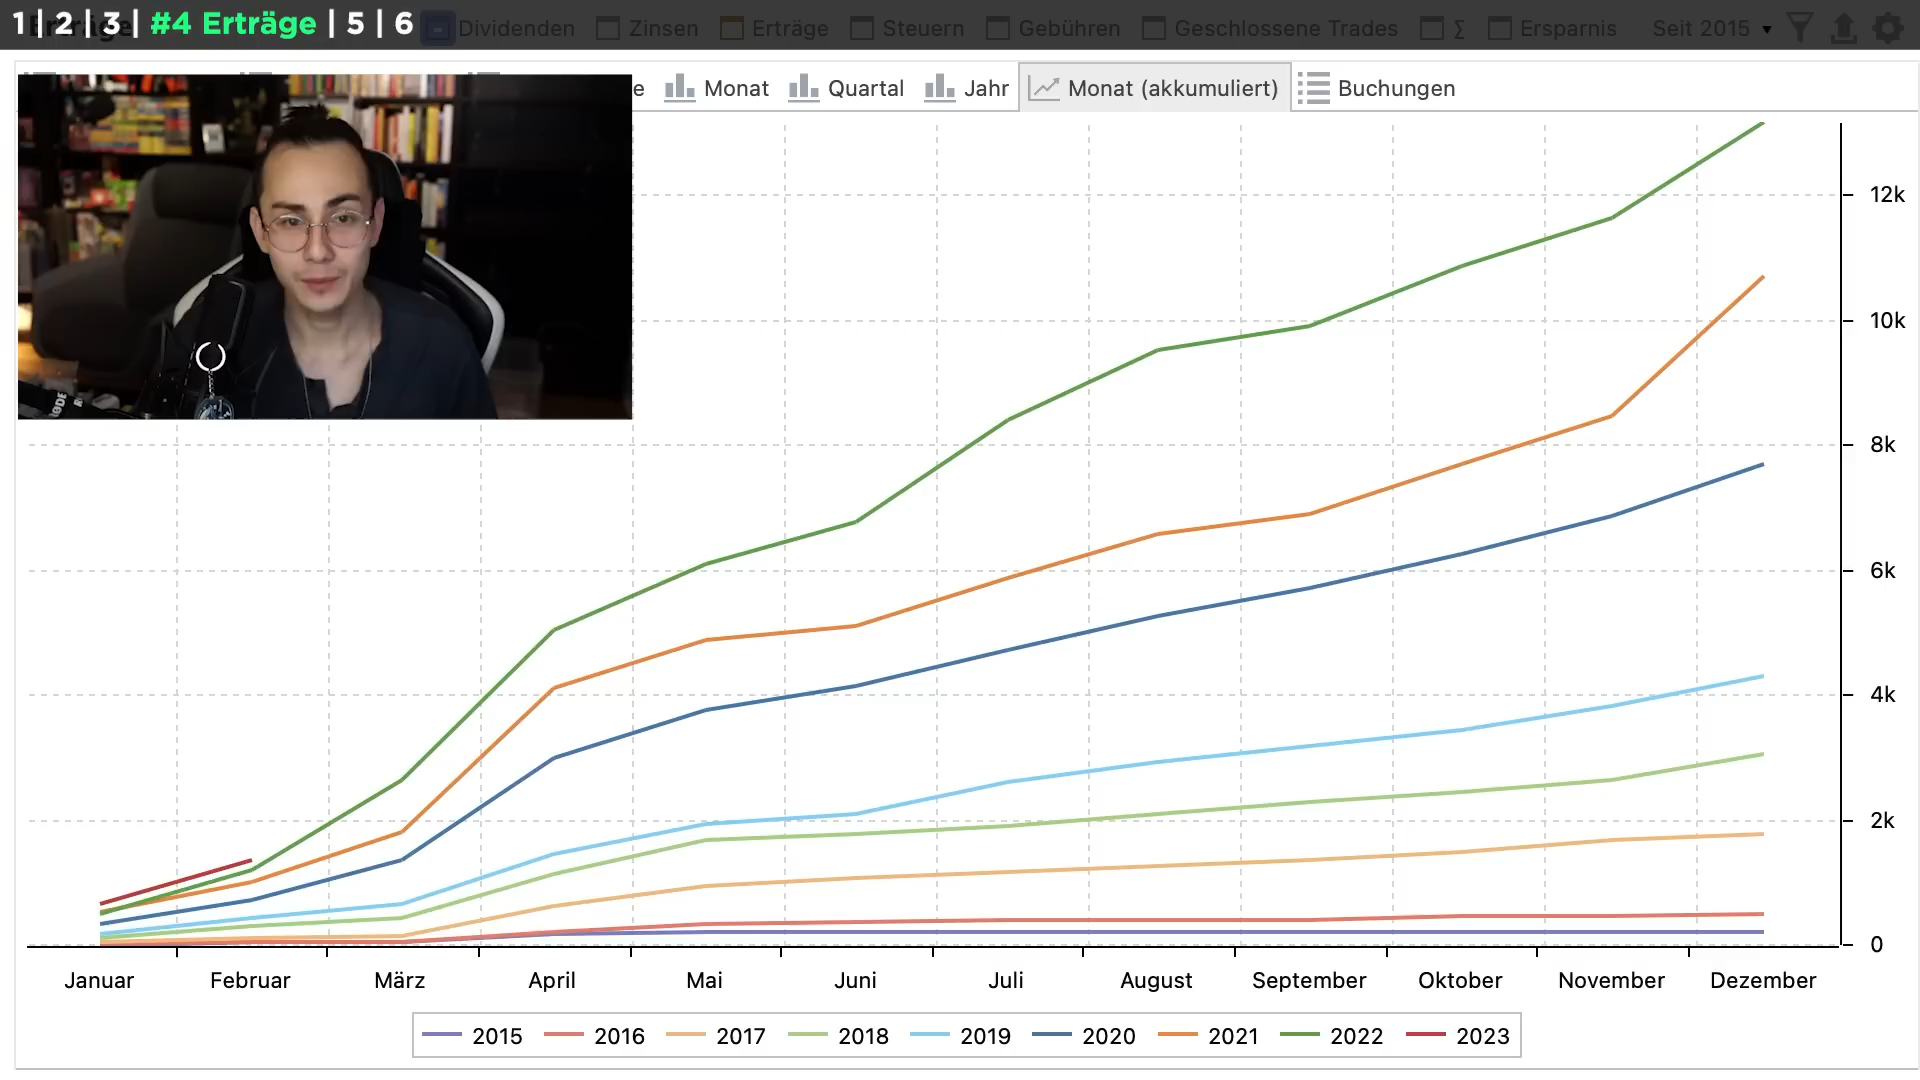 1 | 2 | 3 | #4 Erträge | 5 | 6
Dividenden Zinsen Erträge Steuern Gebühren Geschlossene Trades Σ Ersparnis Seit 2015
e Monat Quartal Jahr Monat (akkumuliert) Buchungen
RØDE
12k
10k
8k
6k
4k
2k
0
Januar Februar März April Mai Juni Juli August September Oktober November Dezember
2015 2016 2017 2018 2019 2020 2021 2022 2023